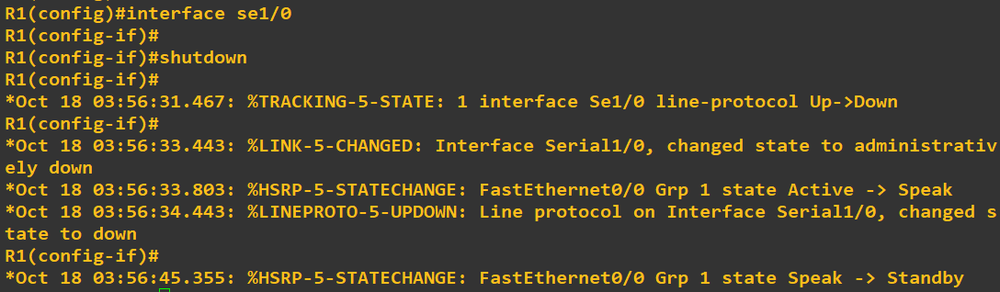 R1(config)#interface se1/0
R1(config-if)#
R1(config-if)#shutdown
R1(config-if)#
*Oct 18 03:56:31.467: %TRACKING-5-STATE: 1 interface Se1/0 line-protocol Up->Down
R1(config-if)#
*Oct 18 03:56:33.443: %LINK-5-CHANGED: Interface Serial1/0, changed state to administrativ
ely down
*Oct 18 03:56:33.803: %HSRP-5-STATECHANGE: FastEthernet0/0 Grp 1 state Active -> Speak
*Oct 18 03:56:34.443: %LINEPROTO-5-UPDOWN: Line protocol on Interface Serial1/0, changed s
tate to down
R1(config-if)#
*Oct 18 03:56:45.355: %HSRP-5-STATECHANGE: FastEthernet0/0 Grp 1 state Speak -> Standby